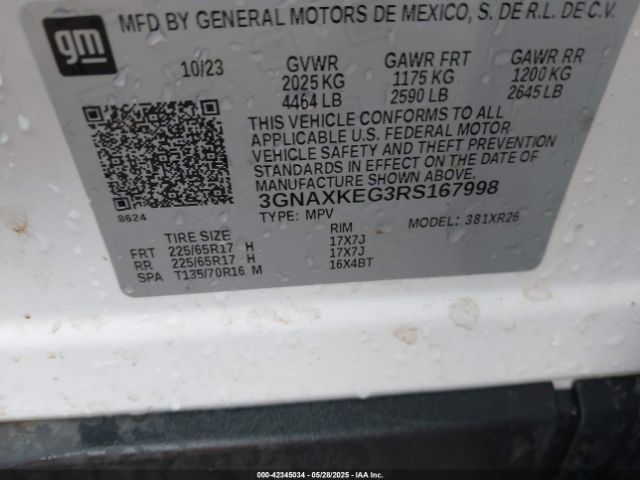 MFD BY GENERAL MOTORS DE MEXICO, S. DE R.L. DE C.V.
gm
10/23 GVWR GAWR FRT GAWR RR
2025 KG 1175 KG 1200 KG
4464 LB 2590 LB 2645 LB
THIS VEHICLE CONFORMS TO ALL
APPLICABLE U.S. FEDERAL MOTOR
VEHICLE SAFETY AND THEFT PREVENTION
STANDARDS IN EFFECT ON THE DATE OF
MANUFACTURE SHOWN ABOVE.
3GNAXKEG3RS167998
8624
TYPE: MPV MODEL: 381XR26
TIRE SIZE RIM
FRT 225/65R17 H 17X7J
RR 225/65R17 H 17X7J
SPA T135/70R16 M 16X4BT
000-42345034 — 05/28/2025 — IAA Inc.